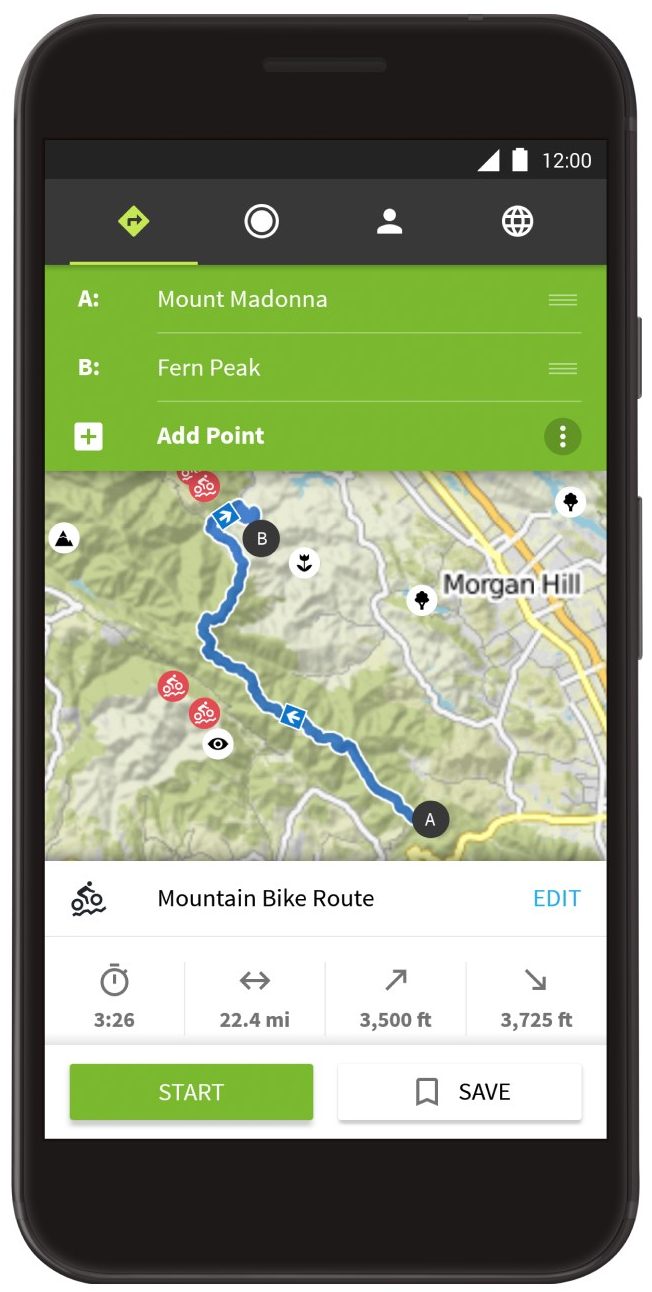 12:00
A: Mount Madonna
B: Fern Peak
Add Point
B
Morgan Hill
A
Mountain Bike Route EDIT
3:26 22.4 mi 3,500 ft 3,725 ft
START SAVE